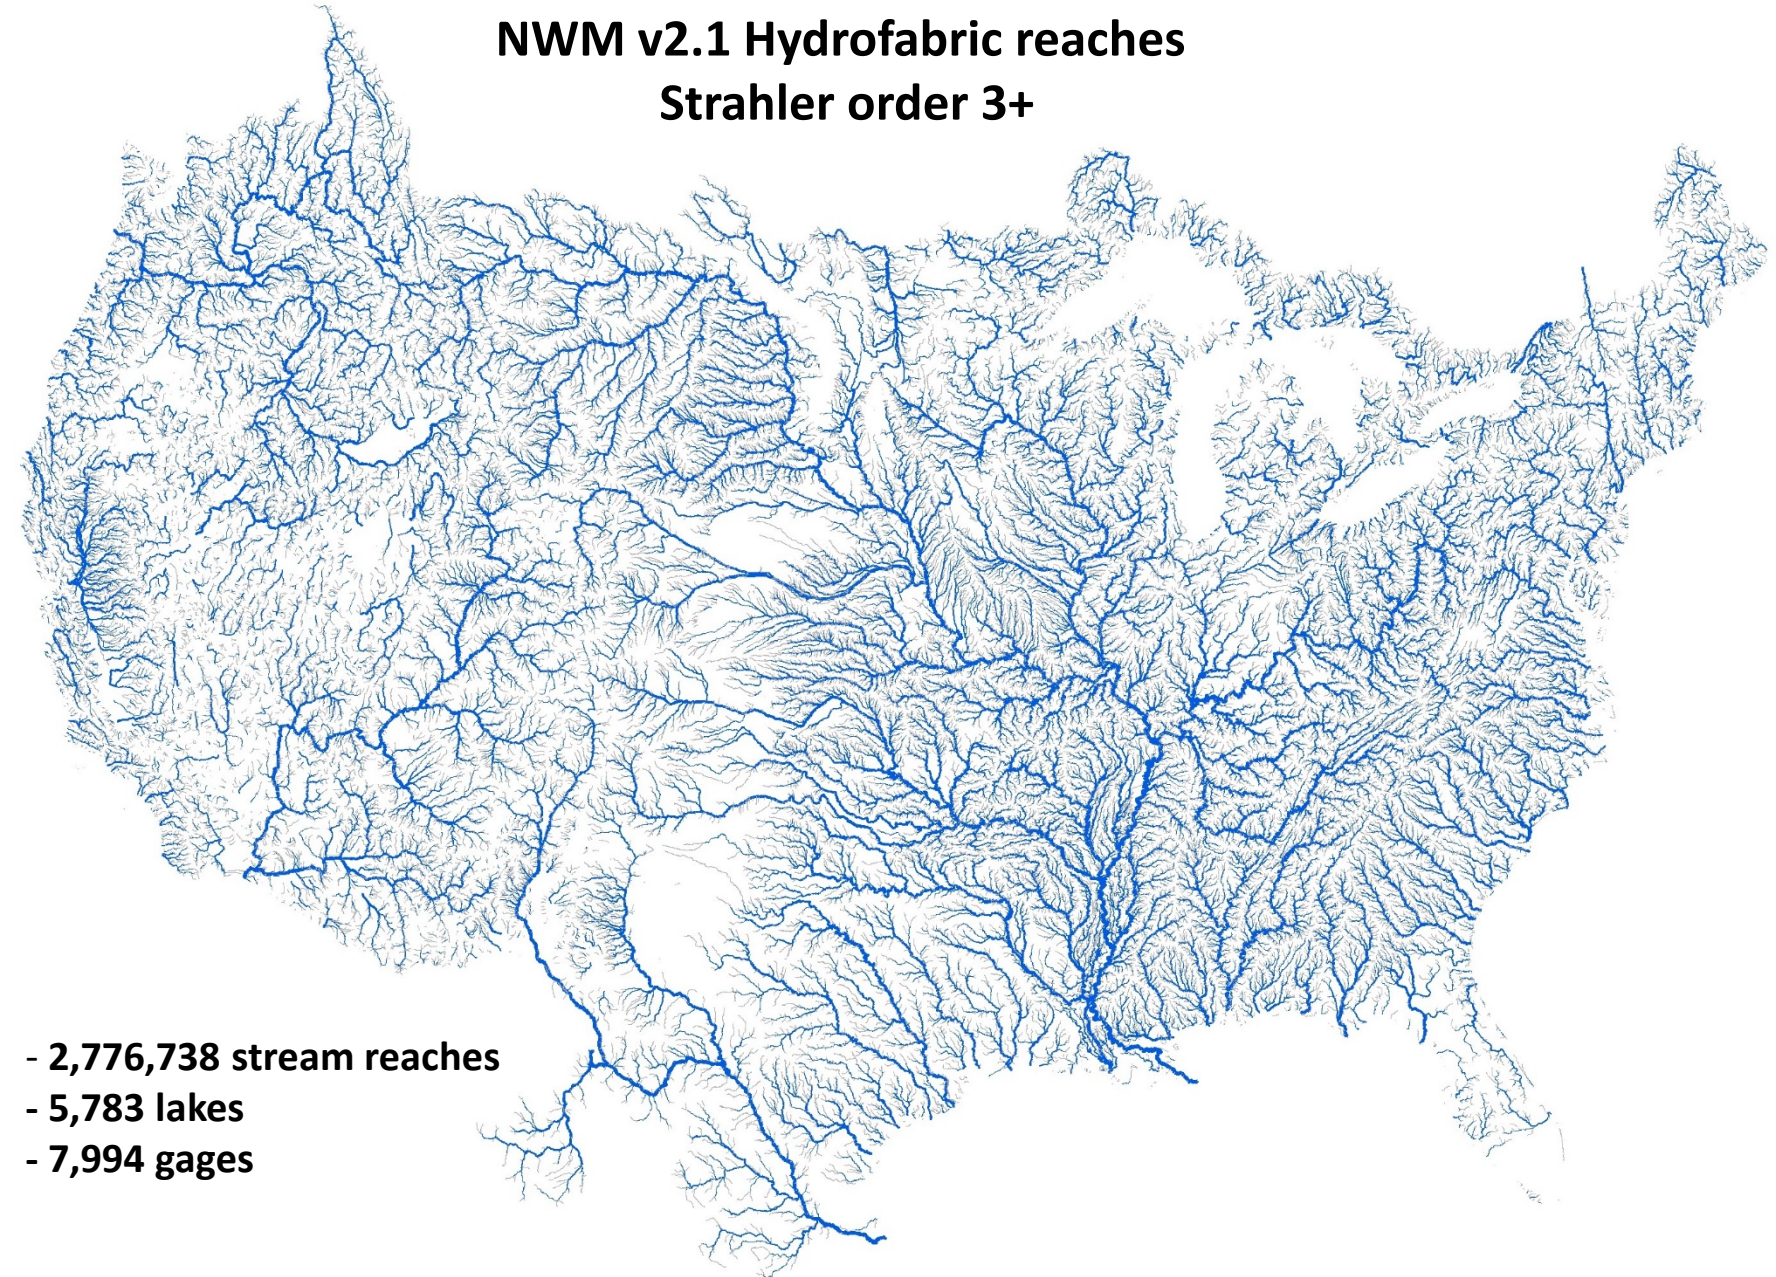 NWM v2.1 Hydrofabric reaches
Strahler order 3+
- 2,776,738 stream reaches
- 5,783 lakes
- 7,994 gages